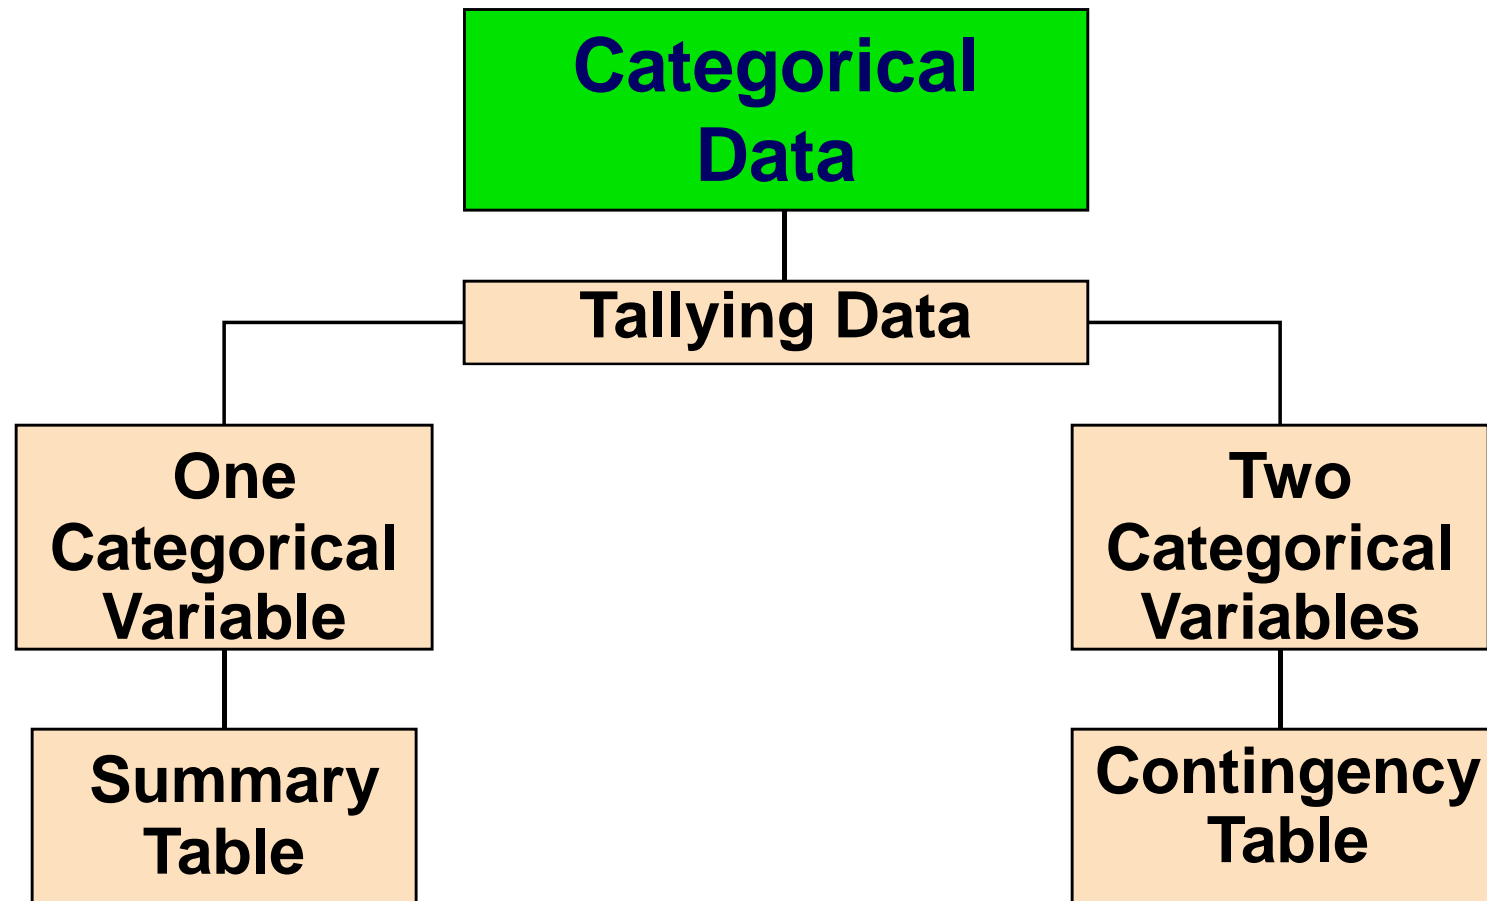 Categorical
Data
Tallying Data
One
Categorical
Variable
Two
Categorical
Variables
Summary
Table
Contingency
Table